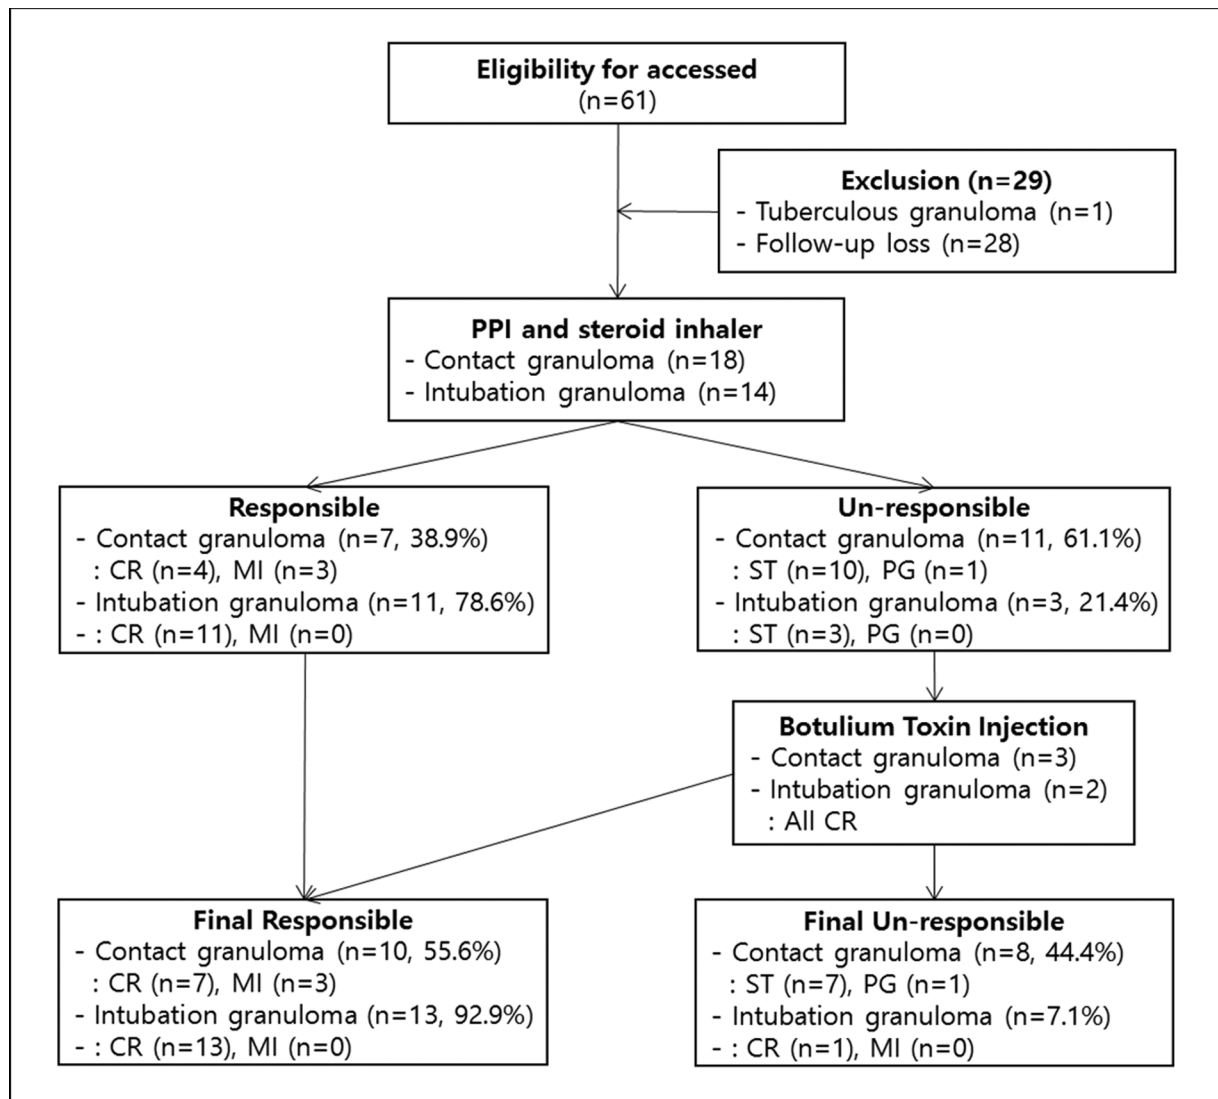 Eligibility for accessed
(n=61)
Exclusion (n=29)
- Tuberculous granuloma (n=1)
- Follow-up loss (n=28)
PPI and steroid inhaler
- Contact granuloma (n=18)
- Intubation granuloma (n=14)
Responsible
- Contact granuloma (n=7, 38.9%)
: CR (n=4), MI (n=3)
- Intubation granuloma (n=11, 78.6%)
- : CR (n=11), MI (n=0)
Un-responsible
- Contact granuloma (n=11, 61.1%)
: ST (n=10), PG (n=1)
- Intubation granuloma (n=3, 21.4%)
: ST (n=3), PG (n=0)
Botulium Toxin Injection
- Contact granuloma (n=3)
- Intubation granuloma (n=2)
: All CR
Final Responsible
- Contact granuloma (n=10, 55.6%)
: CR (n=7), MI (n=3)
- Intubation granuloma (n=13, 92.9%)
- : CR (n=13), MI (n=0)
Final Un-responsible
- Contact granuloma (n=8, 44.4%)
: ST (n=7), PG (n=1)
- Intubation granuloma (n=7.1%)
- : CR (n=1), MI (n=0)